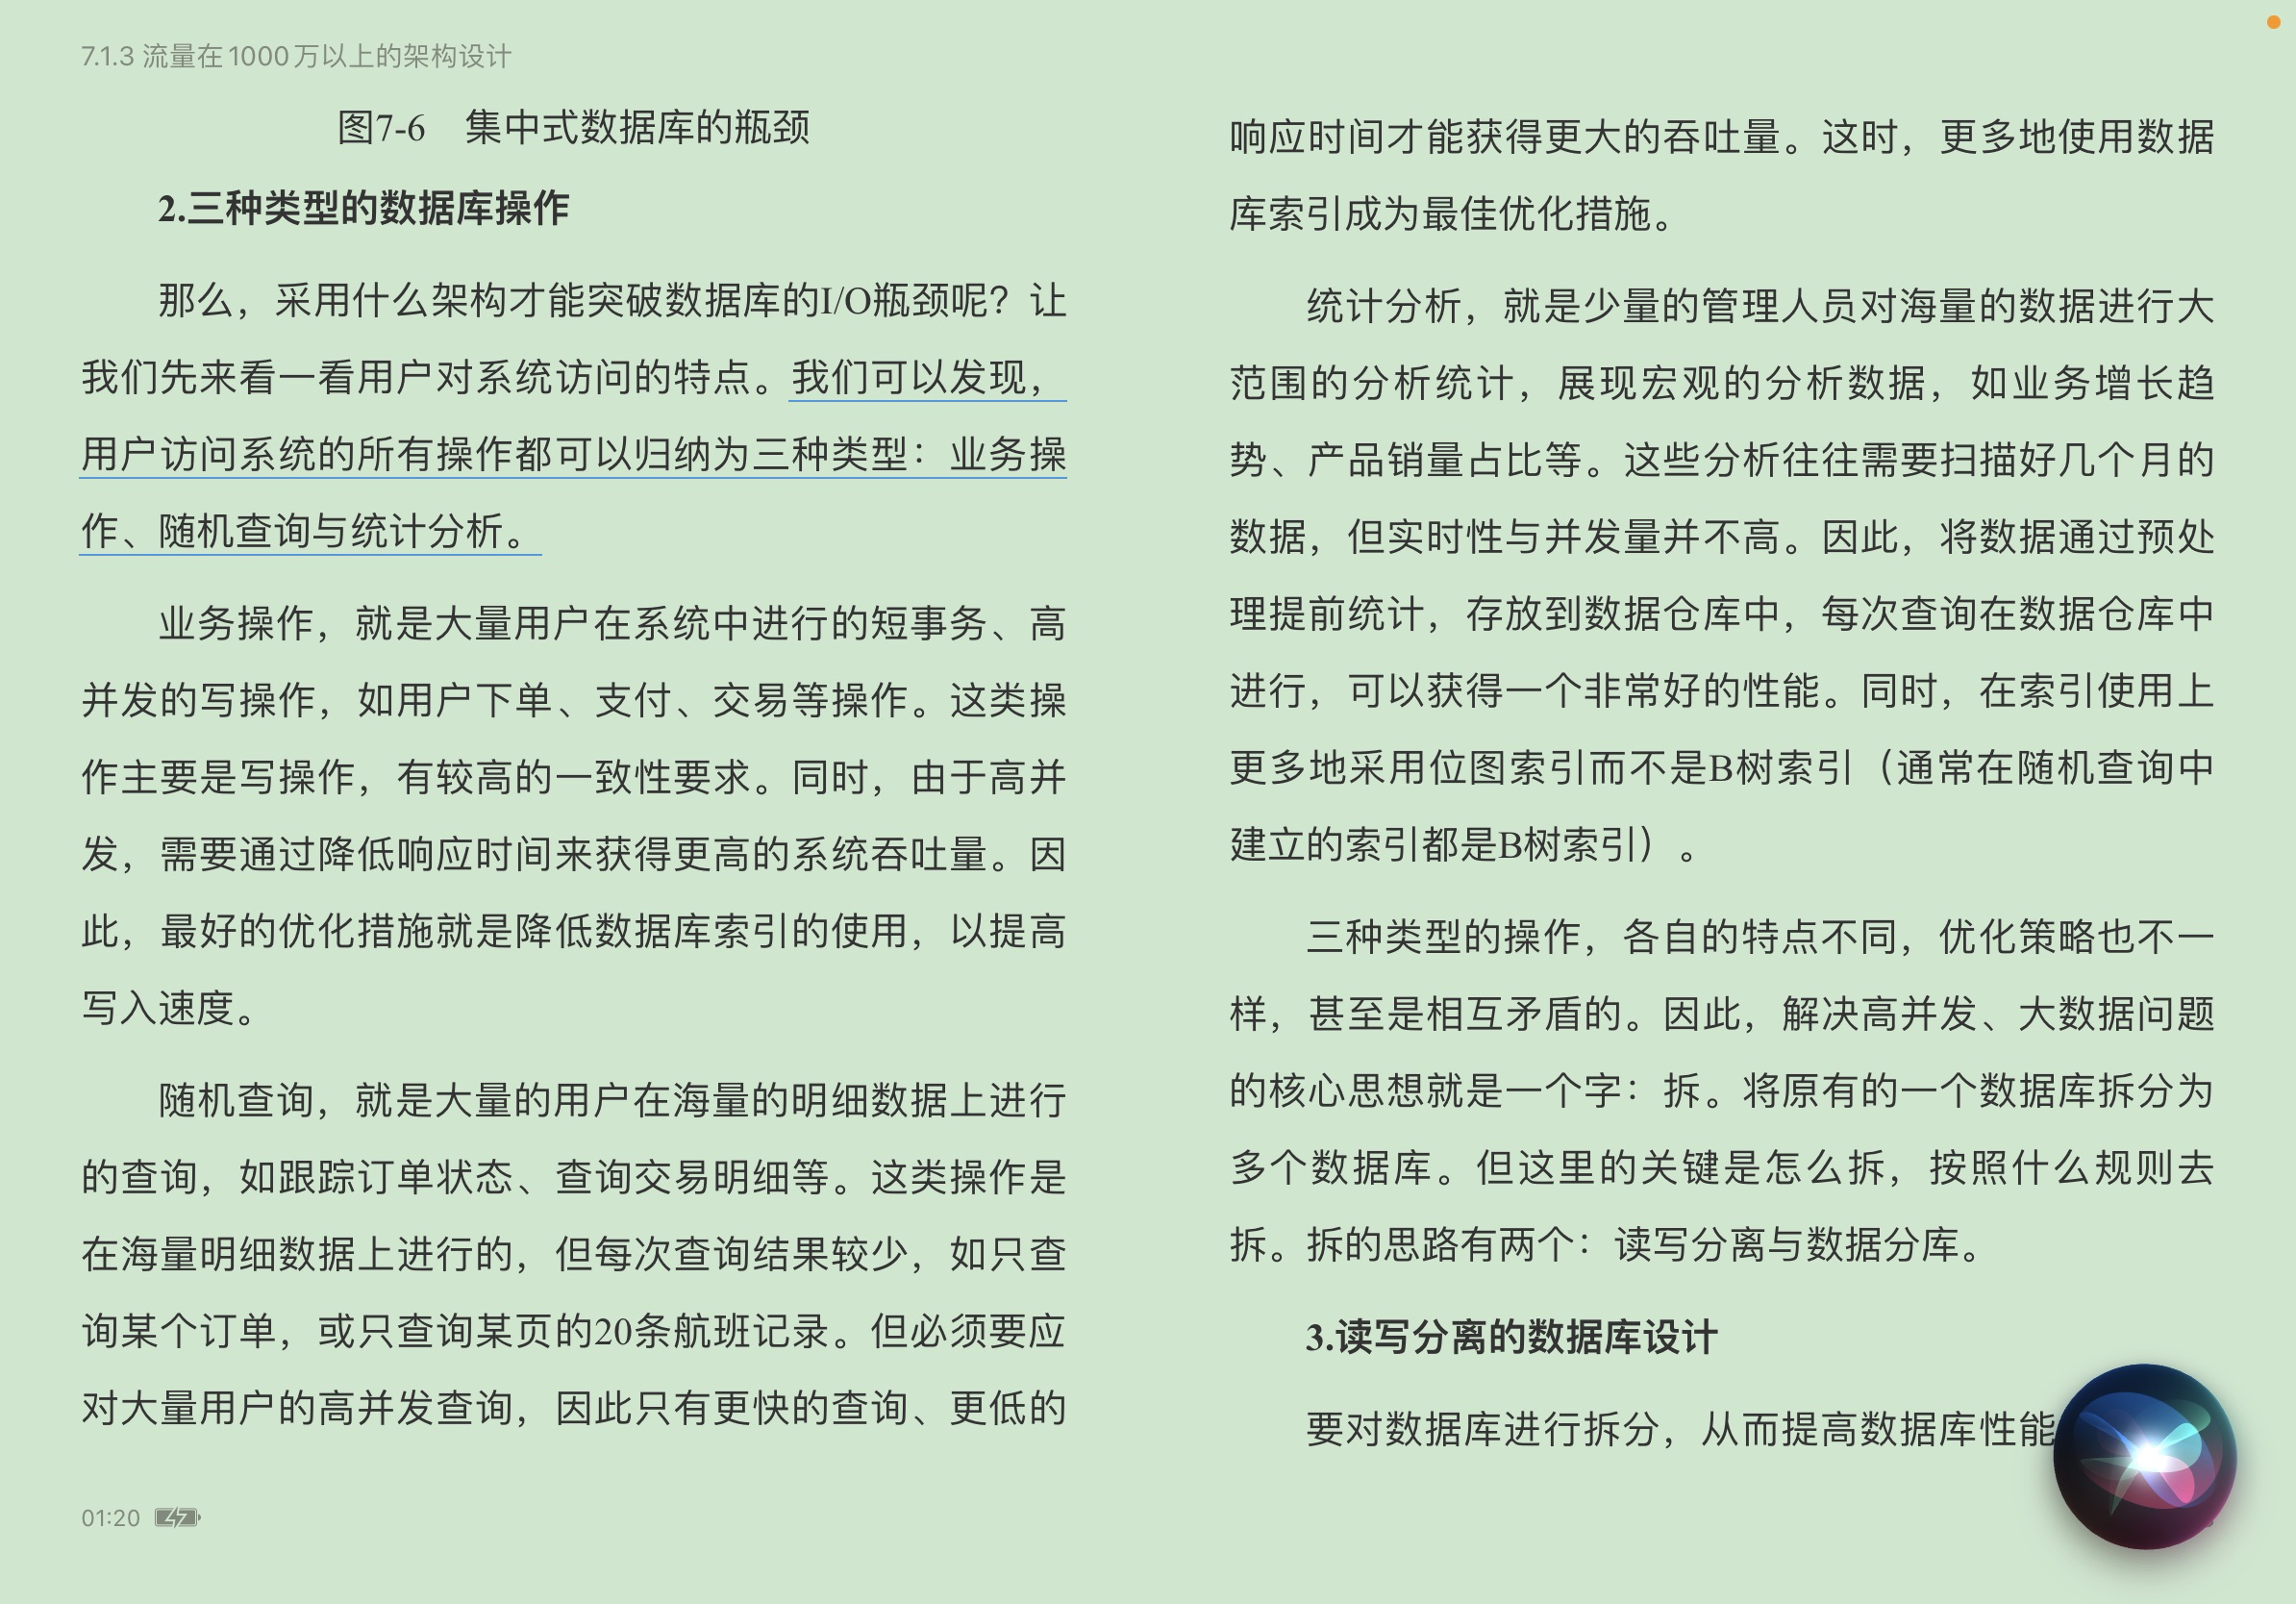 7.1.3 流量在1000万以上的架构设计
图7-6 集中式数据库的瓶颈
2.三种类型的数据库操作
那么，采用什么架构才能突破数据库的I/O瓶颈呢？让
我们先来看一看用户对系统访问的特点。我们可以发现，
用户访问系统的所有操作都可以归纳为三种类型：业务操
作、随机查询与统计分析。
业务操作，就是大量用户在系统中进行的短事务、高
并发的写操作，如用户下单、支付、交易等操作。这类操
作主要是写操作，有较高的一致性要求。同时，由于高并
发，需要通过降低响应时间来获得更高的系统吞吐量。因
此，最好的优化措施就是降低数据库索引的使用，以提高
写入速度。
随机查询，就是大量的用户在海量的明细数据上进行
的查询，如跟踪订单状态、查询交易明细等。这类操作是
在海量明细数据上进行的，但每次查询结果较少，如只查
询某个订单，或只查询某页的20条航班记录。但必须要应
对大量用户的高并发查询，因此只有更快的查询、更低的
响应时间才能获得更大的吞吐量。这时，更多地使用数据
库索引成为最佳优化措施。
统计分析，就是少量的管理人员对海量的数据进行大
范围的分析统计，展现宏观的分析数据，如业务增长趋
势、产品销量占比等。这些分析往往需要扫描好几个月的
数据，但实时性与并发量并不高。因此，将数据通过预处
理提前统计，存放到数据仓库中，每次查询在数据仓库中
进行，可以获得一个非常好的性能。同时，在索引使用上
更多地采用位图索引而不是B树索引（通常在随机查询中
建立的索引都是B树索引）。
三种类型的操作，各自的特点不同，优化策略也不一
样，甚至是相互矛盾的。因此，解决高并发、大数据问题
的核心思想就是一个字：拆。将原有的一个数据库拆分为
多个数据库。但这里的关键是怎么拆，按照什么规则去
拆。拆的思路有两个：读写分离与数据分库。
3.读写分离的数据库设计
要对数据库进行拆分，从而提高数据库性能
01:20